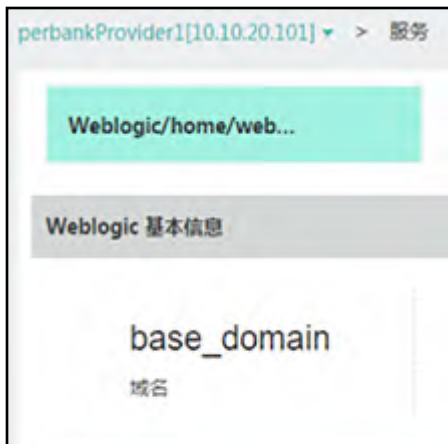 perbankProvider1[10.10.20.101] > 服务
Weblogic/home/web...
Weblogic 基本信息
base_domain
域名